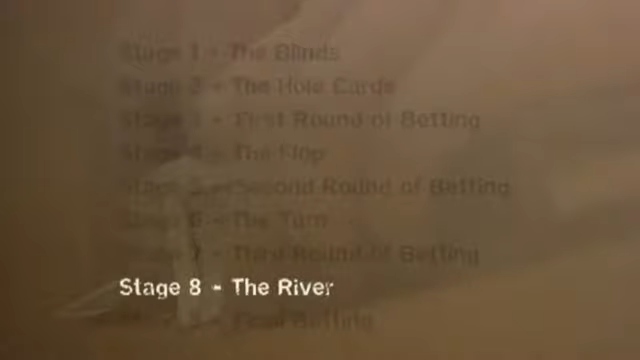 Stage 1 - The Blinds
Stage 2 - The Hole Cards
Stage 3 - First Round of Betting
Stage 4 - The Flop
Stage 5 - Second Round of Betting
Stage 6 - The Turn
Stage 7 - Third Round of Betting
Stage 8 - The River
Stage 9 - Final Betting